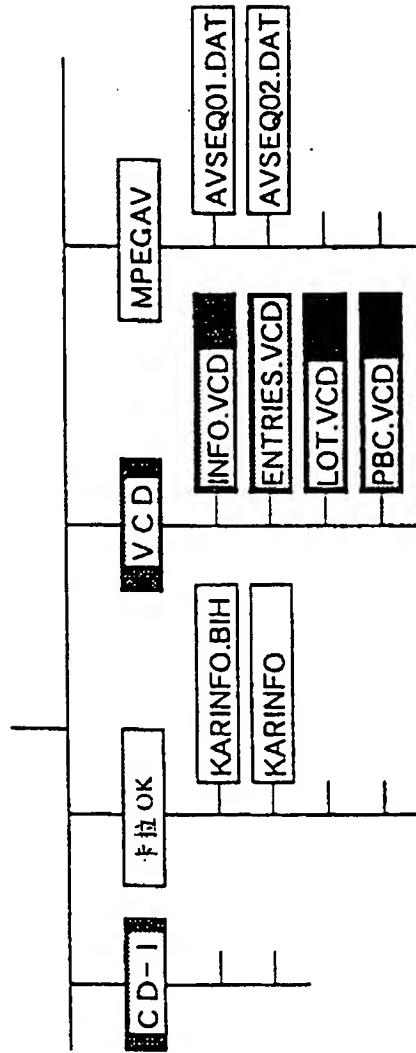 CD-I
卡拉OK
KARINFO.BIH
KARINFO
VCD
INFO.VCD
ENTRIES.VCD
LOT.VCD
PBC.VCD
MPEGAV
AVSEQ01.DAT
AVSEQ02.DAT